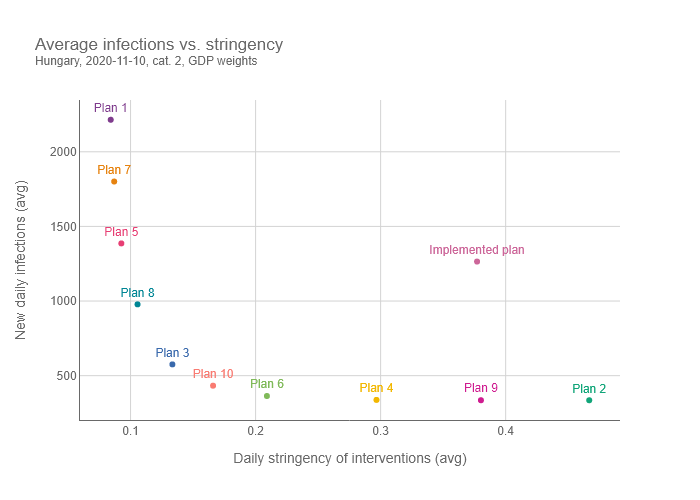 Average infections vs. stringency
Hungary, 2020-11-10, cat. 2, GDP weights
Plan 1
2000
Plan 7
1500
Plan 5
Implemented plan
1000
Plan 8
Plan 3
500
Plan 10
Plan 6
Plan 4
Plan 9
Plan 2
New daily infections (avg)
0.1
0.2
0.3
0.4
Daily stringency of interventions (avg)